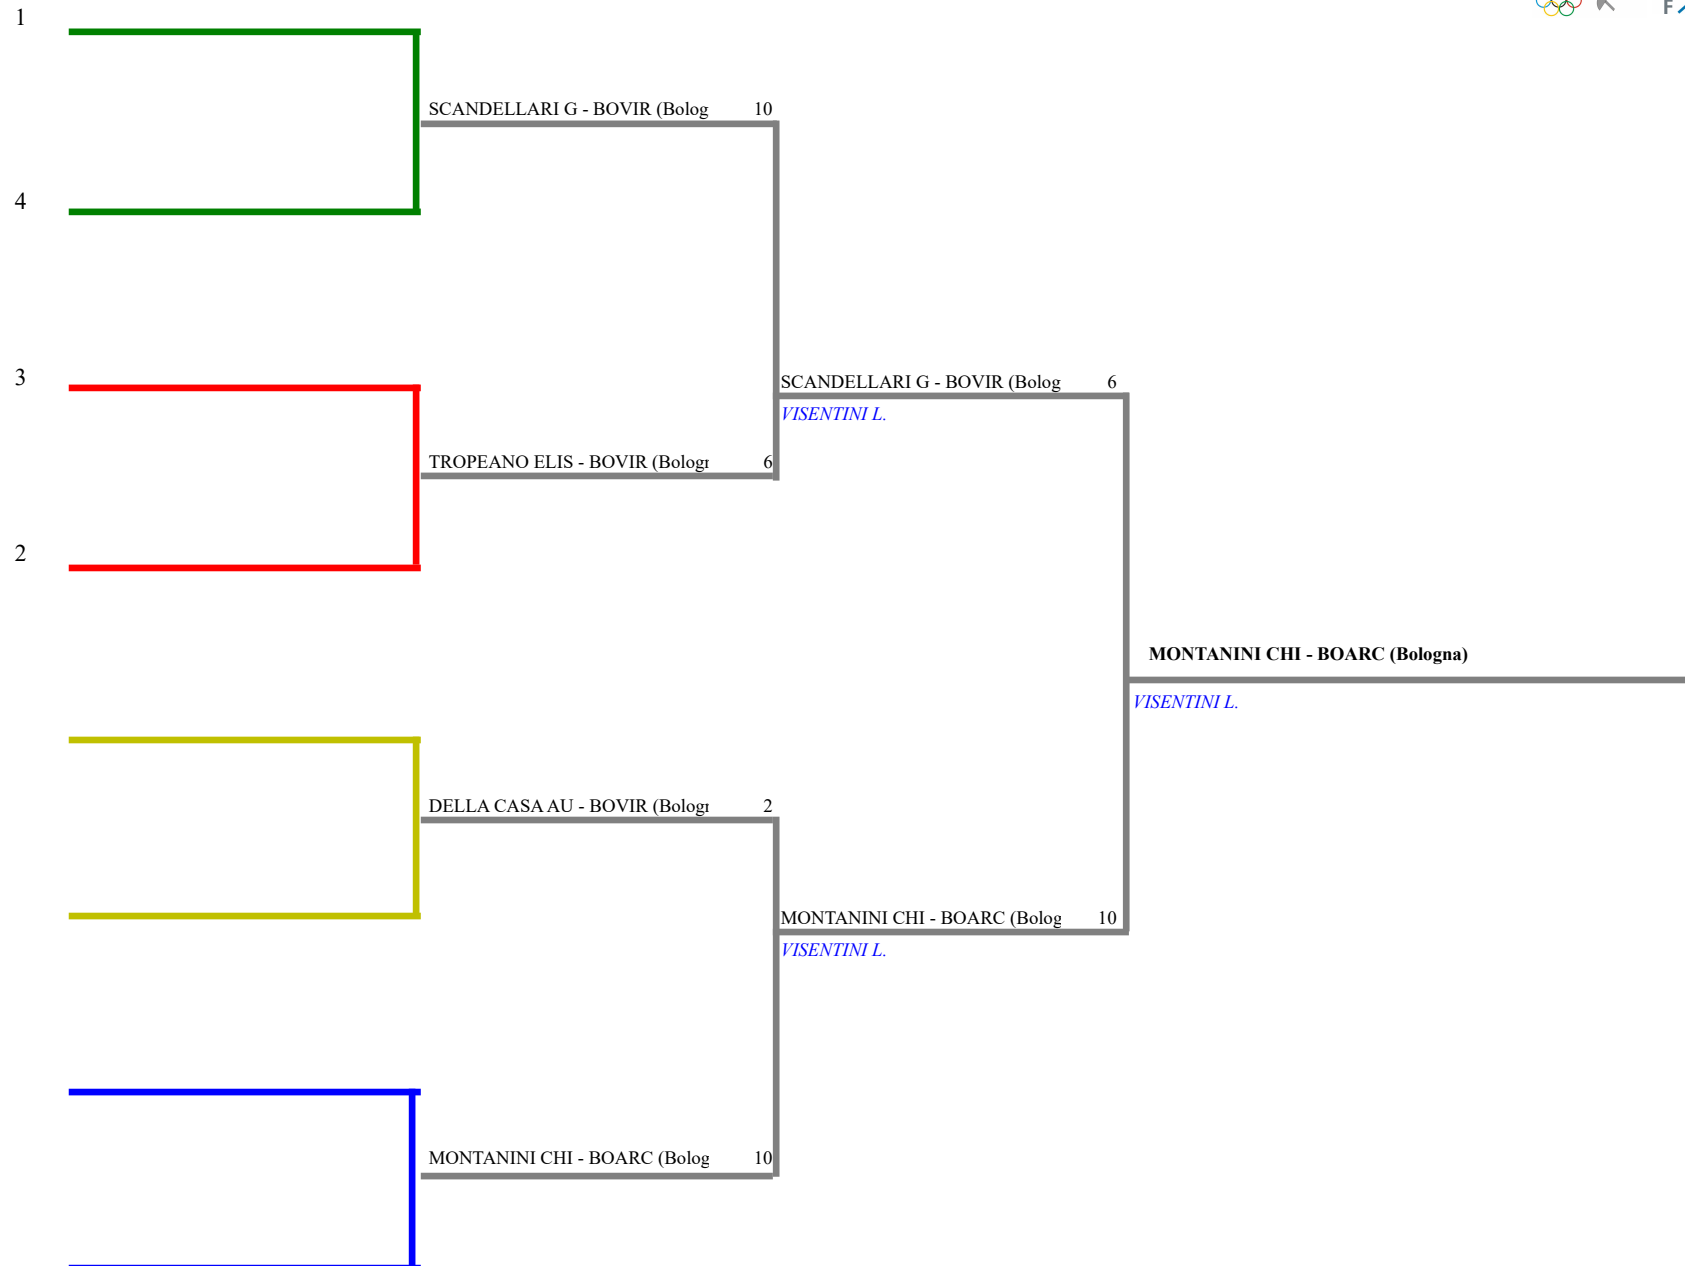 1
SCANDELLARI G - BOVIR (Bolog 10
4
3
SCANDELLARI G - BOVIR (Bolog 6
VISENTINI L.
TROPEANO ELIS - BOVIR (Bologr 6
2
MONTANINI CHI - BOARC (Bologna)
VISENTINI L.
DELLA CASA AU - BOVIR (Bologr 2
MONTANINI CHI - BOARC (Bolog 10
VISENTINI L.
MONTANINI CHI - BOARC (Bolog 10